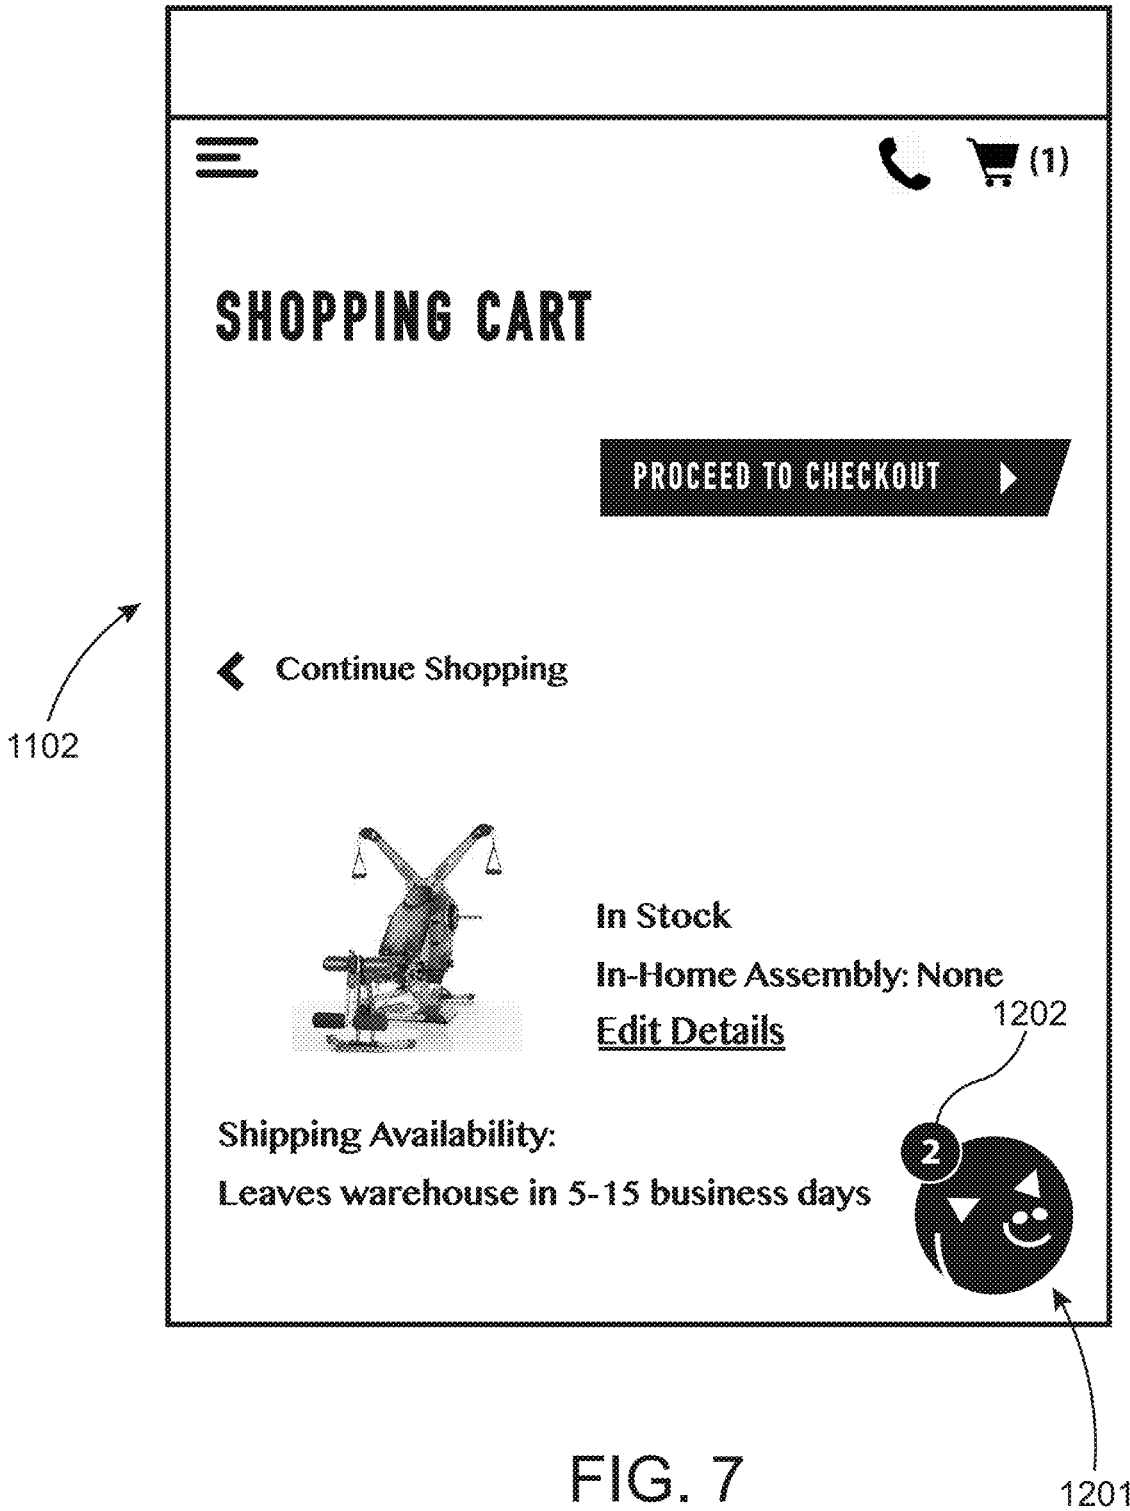 (1)
SHOPPING CART
PROCEED TO CHECKOUT
Continue Shopping
1102
In Stock
In-Home Assembly: None
Edit Details
1202
Shipping Availability:
2
Leaves warehouse in 5-15 business days
FIG. 7
1201